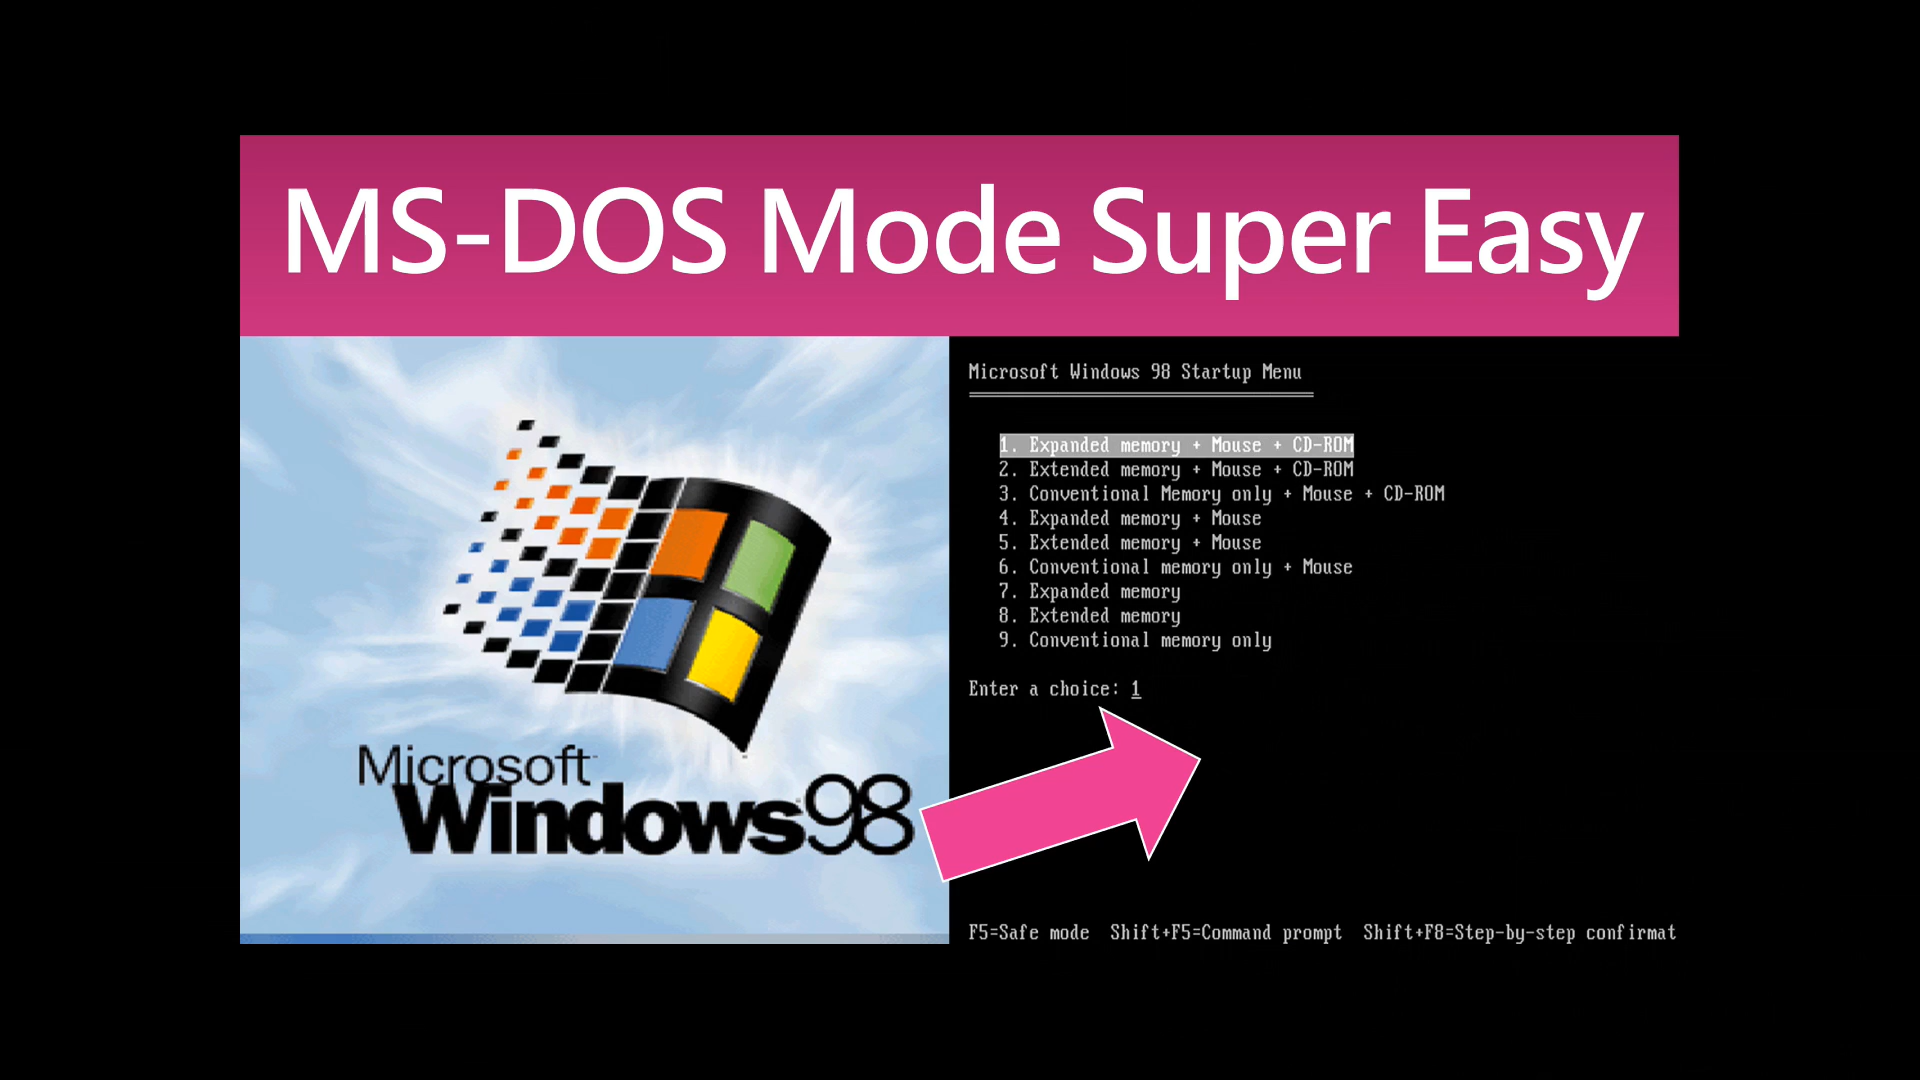 MS-DOS Mode Super Easy
Microsoft
Windows98
Microsoft Windows 98 Startup Menu
1. Expanded memory + Mouse + CD-ROM
2. Extended memory + Mouse + CD-ROM
3. Conventional Memory only + Mouse + CD-ROM
4. Expanded memory + Mouse
5. Extended memory + Mouse
6. Conventional memory only + Mouse
7. Expanded memory
8. Extended memory
9. Conventional memory only
Enter a choice: 1
F5=Safe mode Shift+F5=Command prompt Shift+F8=Step-by-step confirmat